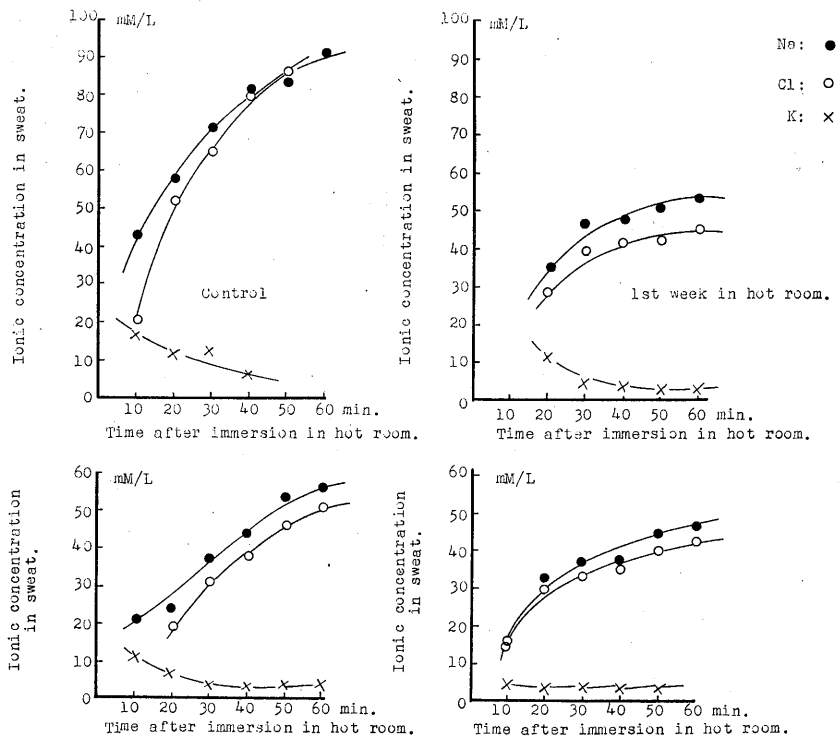 100
mM/L
90
80
70
60
50
40
30
20
10
0
Ionic concentration in sweat.
Control
10 20 30 40 50 60 min.
Time after immersion in hot room.
100
mM/L
90
80
70
60
50
40
30
20
10
0
Ionic concentration in sweat.
Na: ●
Cl: ○
K: ×
1st week in hot room.
10 20 30 40 50 60 min.
Time after immersion in hot room.
60
mM/L
50
40
30
20
10
0
Ionic concentration
in sweat.
10 20 30 40 50 60 min.
Time after immersion in hot room.
60
mM/L
50
40
30
20
10
0
Ionic concentration
in sweat.
10 20 30 40 50 60 min.
Time after immersion in hot room.